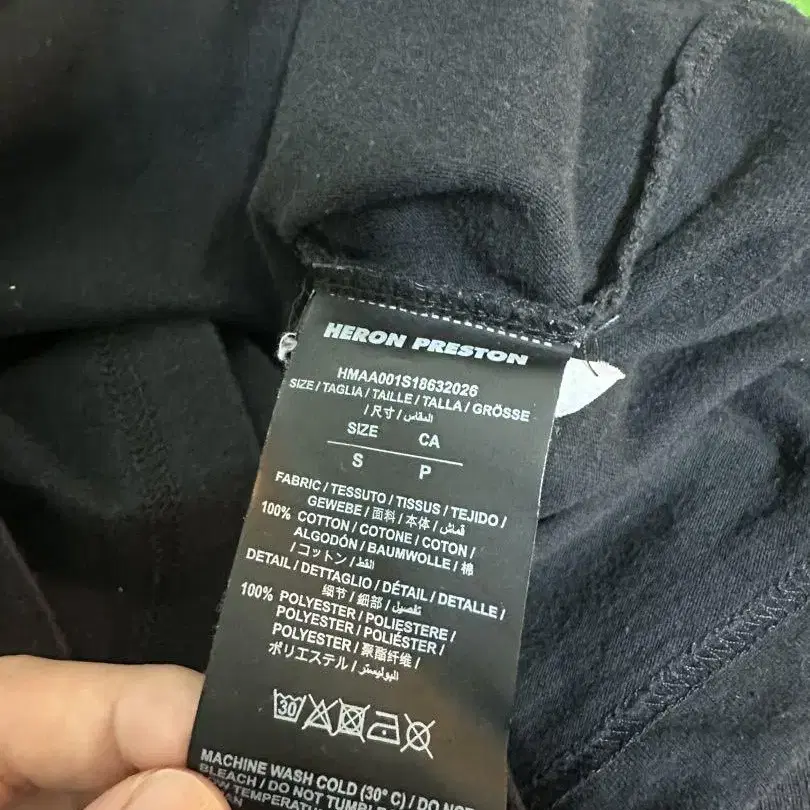 HERON PRESTON
HMAA001S18632026
SIZE / TAGLIA / TAILLE / TALLA / GRÖSSE
/ 尺寸 / المقاس
SIZE CA
S P
FABRIC / TESSUTO / TISSUS / TEJIDO /
GEWEBE / 面料 / 本体 / قماش
100% COTTON / COTONE / COTON /
ALGODÓN / BAUMWOLLE / 棉
/ コットン / القط
DETAIL / DETTAGLIO / DÉTAIL / DETALLE /
细节 / 細部 / تفصيل
100% POLYESTER / POLIESTERE /
POLYESTER / POLIÉSTER /
POLYESTER / 聚酯纤维 /
ポリエステル / البوليستر
30
MACHINE WASH COLD (30° C) / DO NOT
BLEACH / DO NOT TUMBLE
TEMPERATU